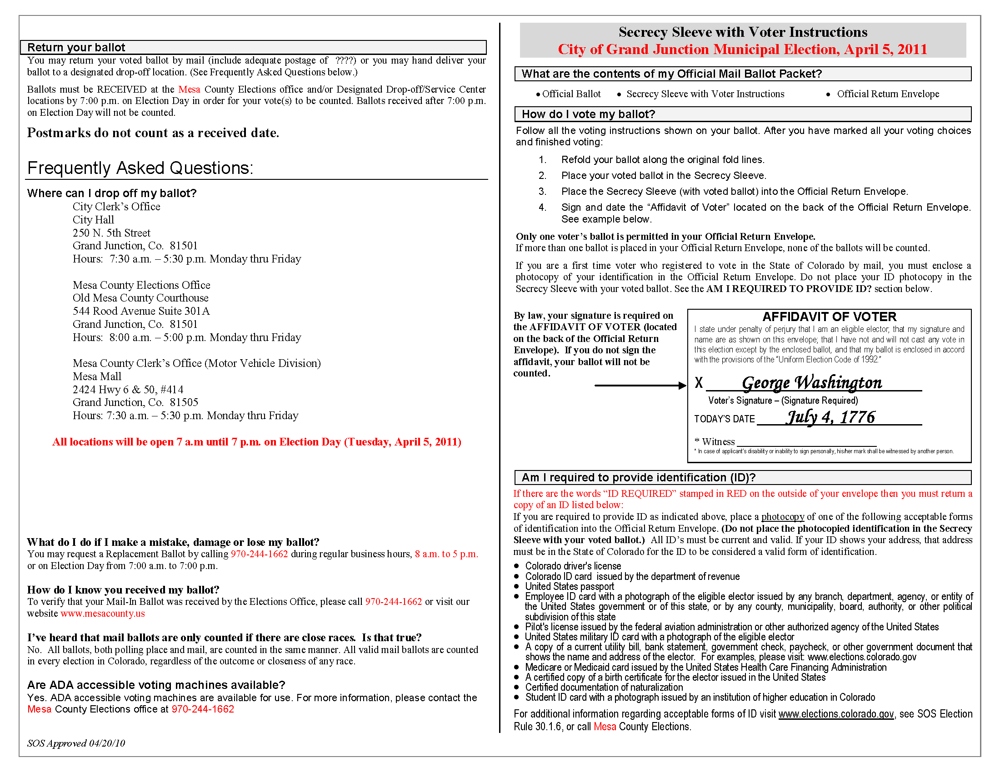 Return your ballot
You may return your voted ballot by mail (include adequate postage of ????) or you may hand deliver your
ballot to a designated drop-off location. (See Frequently Asked Questions below.)
Ballots must be RECEIVED at the Mesa County Elections office and/or Designated Drop-off/Service Center
locations by 7:00 p.m. on Election Day in order for your vote(s) to be counted. Ballots received after 7:00 p.m.
on Election Day will not be counted.
Postmarks do not count as a received date.
Frequently Asked Questions:
Where can I drop off my ballot?
City Clerk’s Office
City Hall
250 N. 5th Street
Grand Junction, Co. 81501
Hours: 7:30 a.m. – 5:30 p.m. Monday thru Friday
Mesa County Elections Office
Old Mesa County Courthouse
544 Rood Avenue Suite 301A
Grand Junction, Co. 81501
Hours: 8:00 a.m. – 5:00 p.m. Monday thru Friday
Mesa County Clerk’s Office (Motor Vehicle Division)
Mesa Mall
2424 Hwy 6 & 50, #414
Grand Junction, Co. 81505
Hours: 7:30 a.m. – 5:30 p.m. Monday thru Friday
All locations will be open 7 a.m until 7 p.m. on Election Day (Tuesday, April 5, 2011)
What do I do if I make a mistake, damage or lose my ballot?
You may request a Replacement Ballot by calling 970-244-1662 during regular business hours, 8 a.m. to 5 p.m.
or on Election Day from 7:00 a.m. to 7:00 p.m.
How do I know you received my ballot?
To verify that your Mail-In Ballot was received by the Elections Office, please call 970-244-1662 or visit our
website www.mesacounty.us
I’ve heard that mail ballots are only counted if there are close races. Is that true?
No. All ballots, both polling place and mail, are counted in the same manner. All valid mail ballots are counted
in every election in Colorado, regardless of the outcome or closeness of any race.
Are ADA accessible voting machines available?
Yes. ADA accessible voting machines are available for use. For more information, please contact the
Mesa County Elections office at 970-244-1662
SOS Approved 04/20/10
Secrecy Sleeve with Voter Instructions
City of Grand Junction Municipal Election, April 5, 2011
What are the contents of my Official Mail Ballot Packet?
• Official Ballot • Secrecy Sleeve with Voter Instructions • Official Return Envelope
How do I vote my ballot?
Follow all the voting instructions shown on your ballot. After you have marked all your voting choices
and finished voting:
1. Refold your ballot along the original fold lines.
2. Place your voted ballot in the Secrecy Sleeve.
3. Place the Secrecy Sleeve (with voted ballot) into the Official Return Envelope.
4. Sign and date the “Affidavit of Voter” located on the back of the Official Return Envelope.
See example below.
Only one voter’s ballot is permitted in your Official Return Envelope.
If more than one ballot is placed in your Official Return Envelope, none of the ballots will be counted.
If you are a first time voter who registered to vote in the State of Colorado by mail, you must enclose a
photocopy of your identification in the Official Return Envelope. Do not place your ID photocopy in the
Secrecy Sleeve with your voted ballot. See the AM I REQUIRED TO PROVIDE ID? section below.
By law, your signature is required on
the AFFIDAVIT OF VOTER (located
on the back of the Official Return
Envelope). If you do not sign the
affidavit, your ballot will not be
counted.
AFFIDAVIT OF VOTER
I state under penalty of perjury that I am an eligible elector; that my signature and
name are as shown on this envelope; that I have not and will not cast any vote in
this election except by the enclosed ballot, and that my ballot is enclosed in accord
with the provisions of the “Uniform Election Code of 1992.”
X George Washington
Voter’s Signature – (Signature Required)
TODAY’S DATE July 4, 1776
* Witness
* In case of applicant’s disability or inability to sign personally, his/her mark shall be witnessed by another person.
Am I required to provide identification (ID)?
If there are the words “ID REQUIRED” stamped in RED on the outside of your envelope then you must return a
copy of an ID listed below:
If you are required to provide ID as indicated above, place a photocopy of one of the following acceptable forms
of identification into the Official Return Envelope. (Do not place the photocopied identification in the Secrecy
Sleeve with your voted ballot.) All ID’s must be current and valid. If your ID shows your address, that address
must be in the State of Colorado for the ID to be considered a valid form of identification.
• Colorado driver's license
• Colorado ID card issued by the department of revenue
• United States passport
• Employee ID card with a photograph of the eligible elector issued by any branch, department, agency, or entity of
the United States government or of this state, or by any county, municipality, board, authority, or other political
subdivision of this state
• Pilot's license issued by the federal aviation administration or other authorized agency of the United States
• United States military ID card with a photograph of the eligible elector
• A copy of a current utility bill, bank statement, government check, paycheck, or other government document that
shows the name and address of the elector. For examples, please visit: www.elections.colorado.gov
• Medicare or Medicaid card issued by the United States Health Care Financing Administration
• A certified copy of a birth certificate for the elector issued in the United States
• Certified documentation of naturalization
• Student ID card with a photograph issued by an institution of higher education in Colorado
For additional information regarding acceptable forms of ID visit www.elections.colorado.gov, see SOS Election
Rule 30.1.6, or call Mesa County Elections.